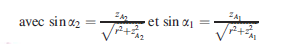 avec sin α₂ = z_{A₂}/√(r²+z²_{A₂}) et sin α₁ = z_{A₁}/√(r²+z²_{A₁})